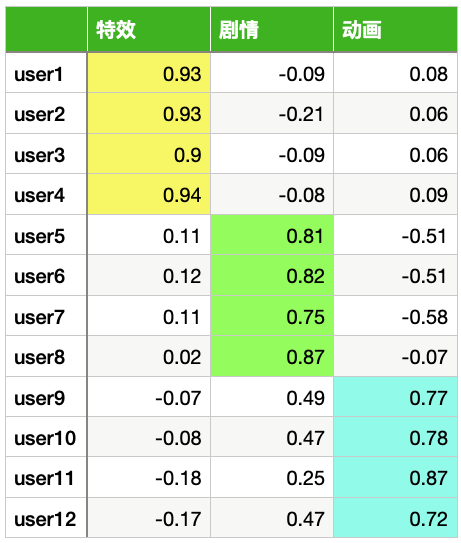 特效 剧情 动画
user1 0.93 -0.09 0.08
user2 0.93 -0.21 0.06
user3 0.9 -0.09 0.06
user4 0.94 -0.08 0.09
user5 0.11 0.81 -0.51
user6 0.12 0.82 -0.51
user7 0.11 0.75 -0.58
user8 0.02 0.87 -0.07
user9 -0.07 0.49 0.77
user10 -0.08 0.47 0.78
user11 -0.18 0.25 0.87
user12 -0.17 0.47 0.72